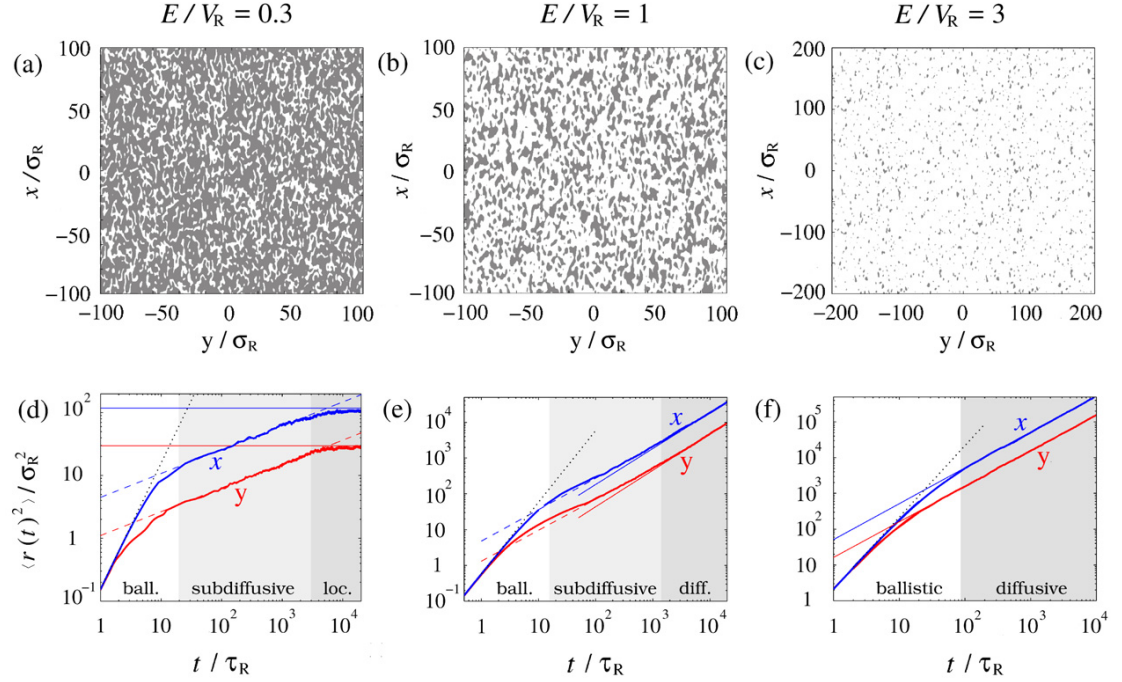 E / V_R = 0.3
E / V_R = 1
E / V_R = 3
(a)
100
50
0
−50
−100
x / σ_R
−100 −50 0 50 100
y / σ_R
(b)
100
50
0
−50
−100
x / σ_R
−100 −50 0 50 100
y / σ_R
(c)
200
100
0
−100
−200
x / σ_R
−200 −100 0 100 200
y / σ_R
(d)
⟨ r ( t )² ⟩ / σ_R²
10²
10
1
10⁻¹
x
y
ball. subdiffusive loc.
1 10 10² 10³ 10⁴
t / τ_R
(e)
10⁴
10³
10²
10
1
10⁻¹
x
y
ball. subdiffusive diff.
1 10 10² 10³ 10⁴
t / τ_R
(f)
10⁵
10⁴
10³
10²
10
1
x
y
ballistic diffusive
1 10 10² 10³ 10⁴
t / τ_R